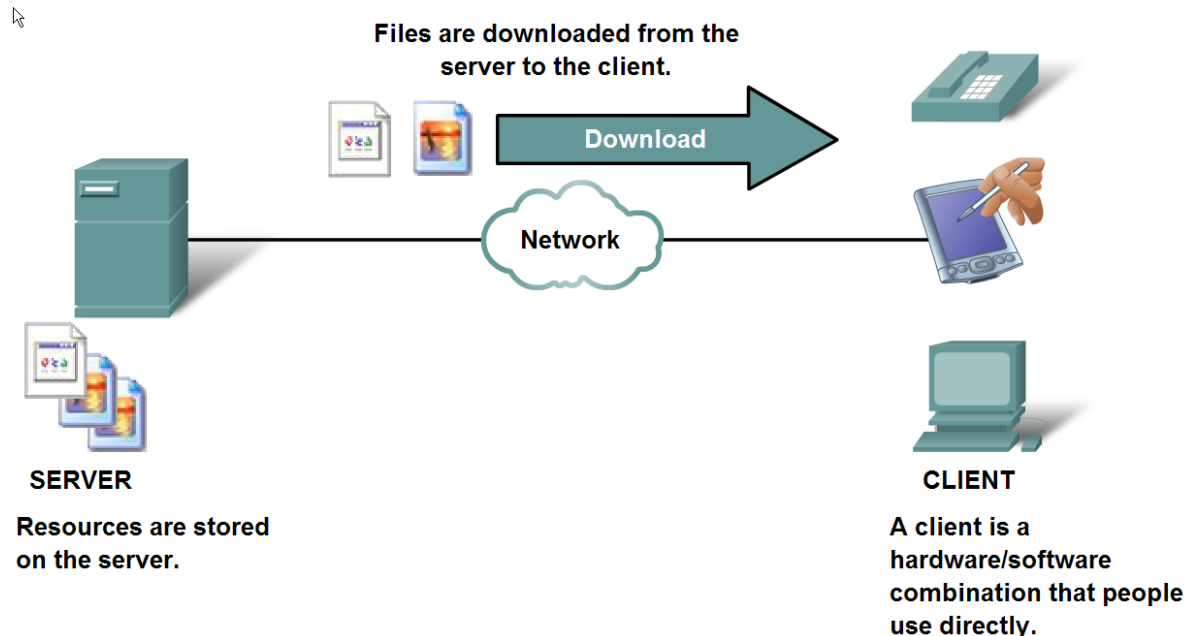 Files are downloaded from the
server to the client.
Download
Network
SERVER
Resources are stored
on the server.
CLIENT
A client is a
hardware/software
combination that people
use directly.